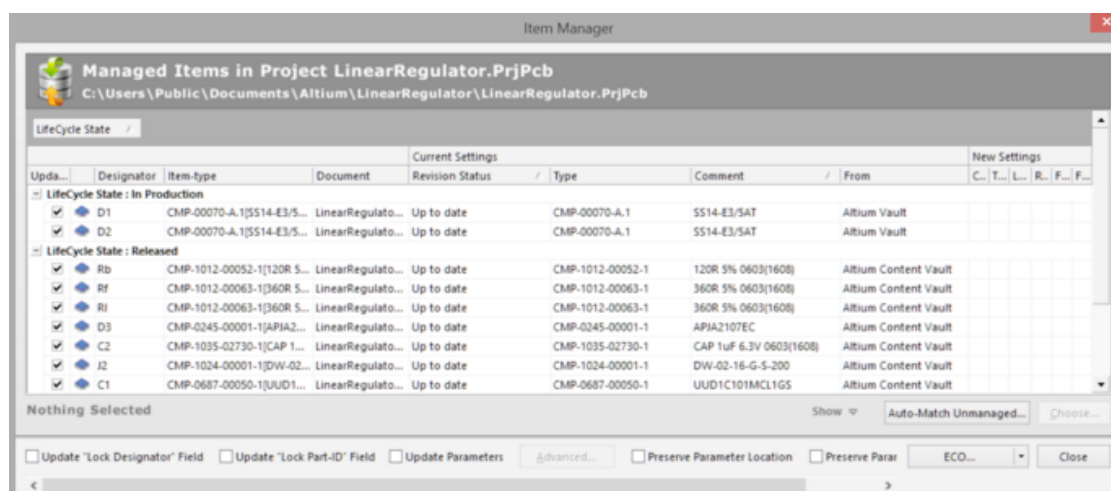 Item Manager
Managed Items in Project LinearRegulator.PrjPcb
C:\Users\Public\Documents\Altium\LinearRegulator\LinearRegulator.PrjPcb
LifeCycle State
Current Settings New Settings
Upda... Designator Item-type Document Revision Status Type Comment From C.. T... L... R.. F... F...
LifeCycle State : In Production
D1 CMP-00070-A.1[SS14-E3/5... LinearRegulato... Up to date CMP-00070-A.1 SS14-E3/5AT Altium Vault
D2 CMP-00070-A.1[SS14-E3/5... LinearRegulato... Up to date CMP-00070-A.1 SS14-E3/5AT Altium Vault
LifeCycle State : Released
Rb CMP-1012-00052-1[120R 5... LinearRegulato... Up to date CMP-1012-00052-1 120R 5% 0603(1608) Altium Content Vault
Rf CMP-1012-00063-1[360R 5... LinearRegulato... Up to date CMP-1012-00063-1 360R 5% 0603(1608) Altium Content Vault
Rl CMP-1012-00063-1[360R 5... LinearRegulato... Up to date CMP-1012-00063-1 360R 5% 0603(1608) Altium Content Vault
D3 CMP-0245-00001-1[APJA2... LinearRegulato... Up to date CMP-0245-00001-1 APJA2107EC Altium Content Vault
C2 CMP-1035-02730-1[CAP 1... LinearRegulato... Up to date CMP-1035-02730-1 CAP 1uF 6.3V 0603(1608) Altium Content Vault
J2 CMP-1024-00001-1[DW-02... LinearRegulato... Up to date CMP-1024-00001-1 DW-02-16-G-S-200 Altium Content Vault
C1 CMP-0687-00050-1[UUD1... LinearRegulato... Up to date CMP-0687-00050-1 UUD1C101MCL1GS Altium Content Vault
Nothing Selected Show Auto-Match Unmanaged... Choose...
Update "Lock Designator" Field Update "Lock Part-ID" Field Update Parameters Advanced... Preserve Parameter Location Preserve Parar ECO... Close